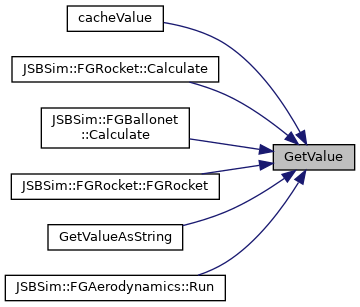 cacheValue
JSBSim::FGRocket::Calculate
JSBSim::FGBallonet
::Calculate
GetValue
JSBSim::FGRocket::FGRocket
GetValueAsString
JSBSim::FGAerodynamics::Run